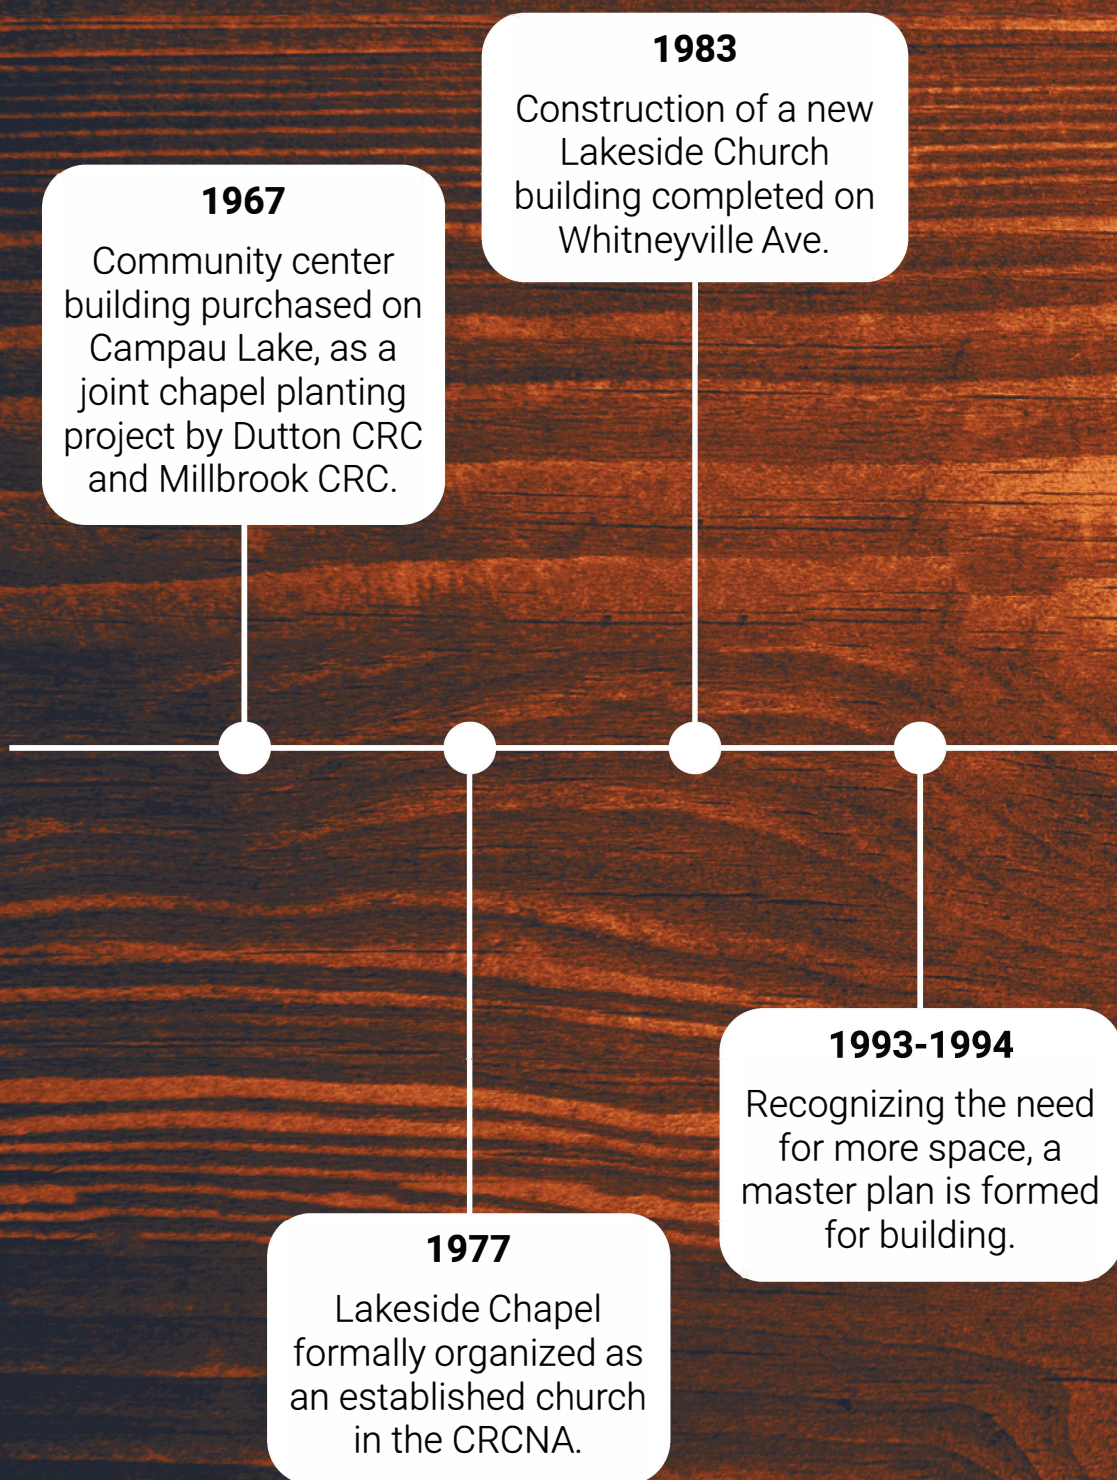 1967
Community center
building purchased on
Campau Lake, as a
joint chapel planting
project by Dutton CRC
and Millbrook CRC.
1977
Lakeside Chapel
formally organized as
an established church
in the CRCNA.
1983
Construction of a new
Lakeside Church
building completed on
Whitneyville Ave.
1993-1994
Recognizing the need
for more space, a
master plan is formed
for building.